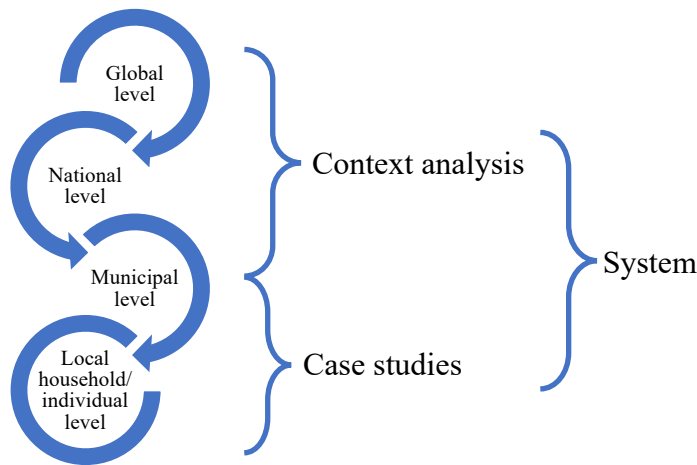 Global
level
National
level
Municipal
level
Local
household/
individual
level
Context analysis
Case studies
System